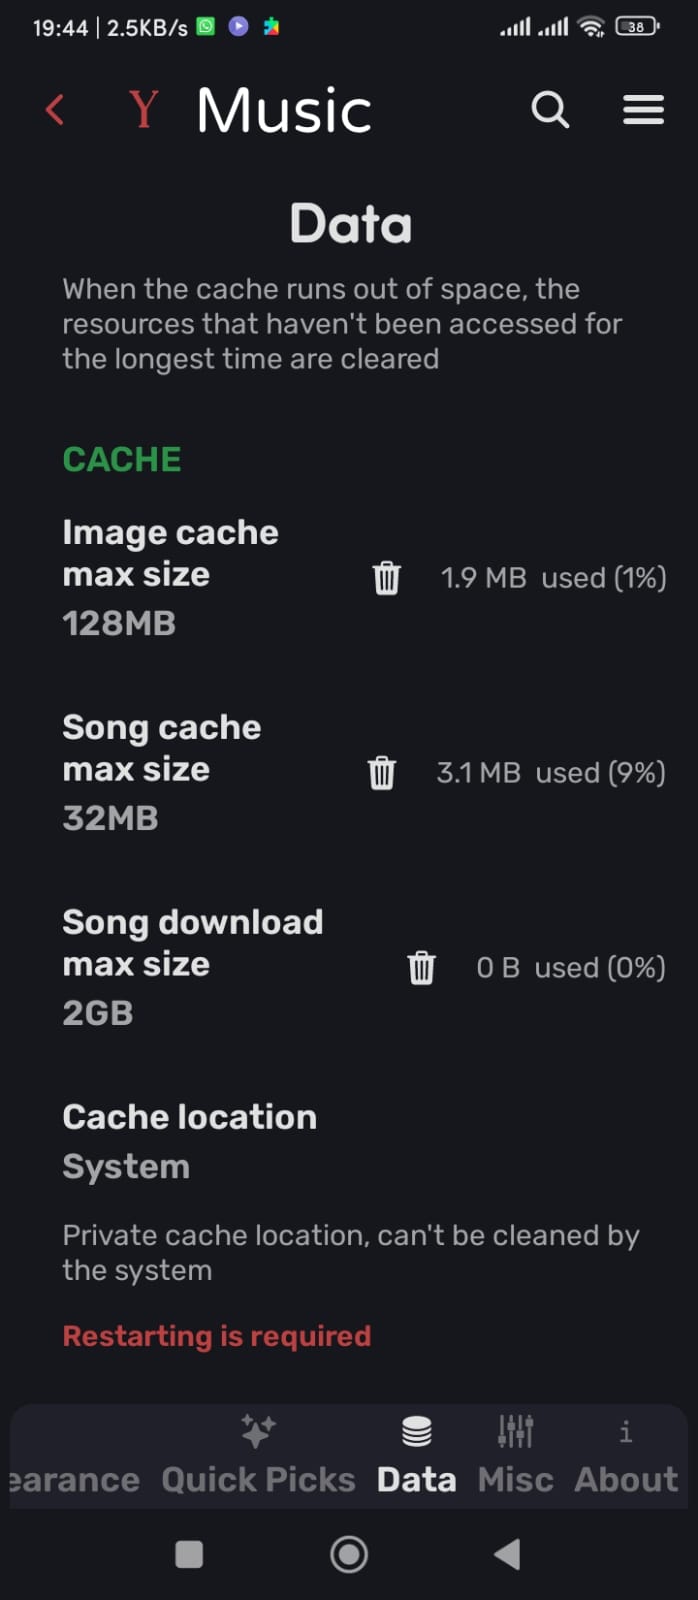 19:44 | 2.5KB/s
38
Y Music
Data
When the cache runs out of space, the
resources that haven't been accessed for
the longest time are cleared
CACHE
Image cache
max size
1.9 MB used (1%)
128MB
Song cache
max size
3.1 MB used (9%)
32MB
Song download
max size
0 B used (0%)
2GB
Cache location
System
Private cache location, can't be cleaned by
the system
Restarting is required
earance Quick Picks Data Misc About